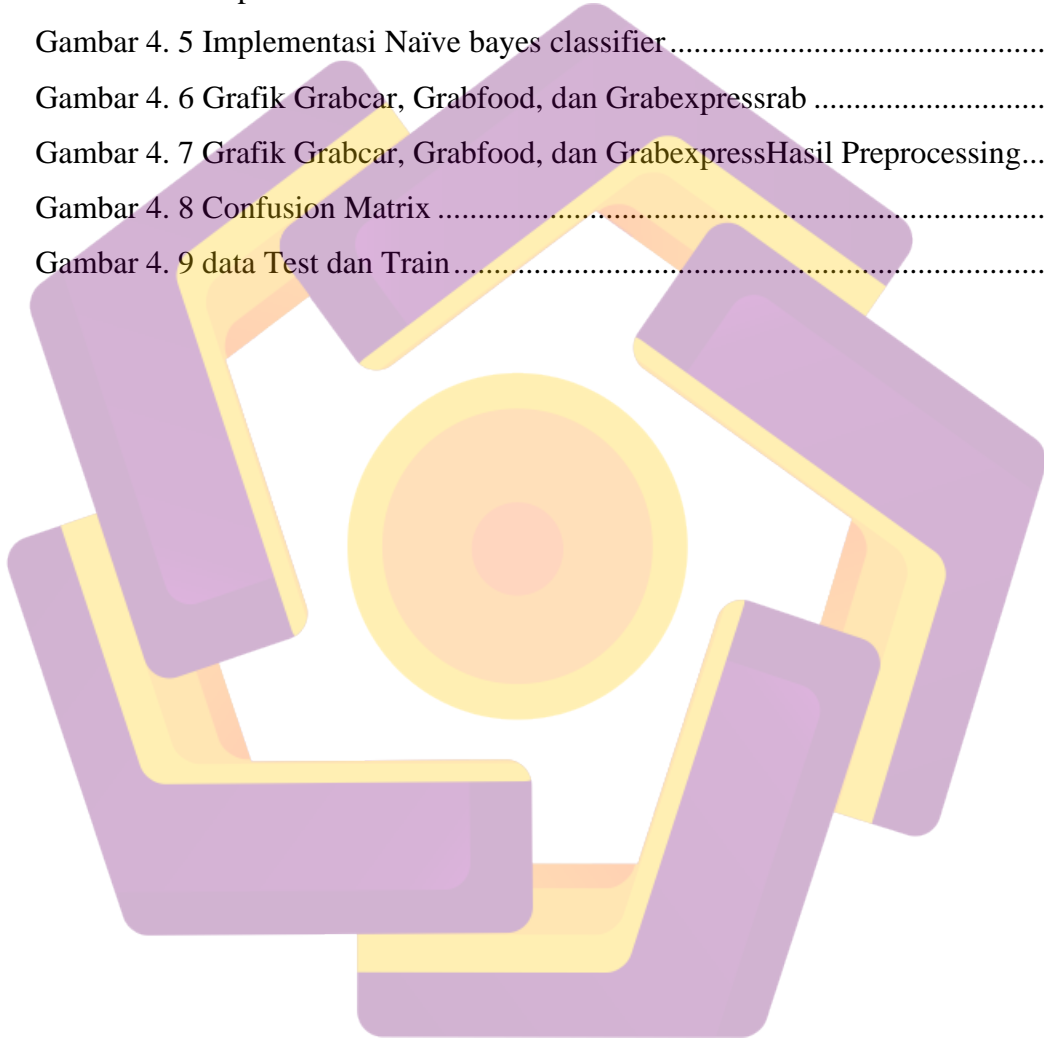 Gambar 4. 5 Implementasi Naïve bayes classifier..............................................
Gambar 4. 6 Grafik Grabcar, Grabfood, dan Grabexpressrab.............................
Gambar 4. 7 Grafik Grabcar, Grabfood, dan GrabexpressHasil Preprocessing...
Gambar 4. 8 Confusion Matrix...........................................................................
Gambar 4. 9 data Test dan Train.........................................................................